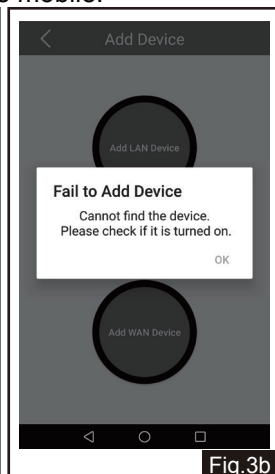 Add Device
Add LAN Device
Fail to Add Device
Cannot find the device.
Please check if it is turned on.
OK
Add WAN Device
Fig.3b